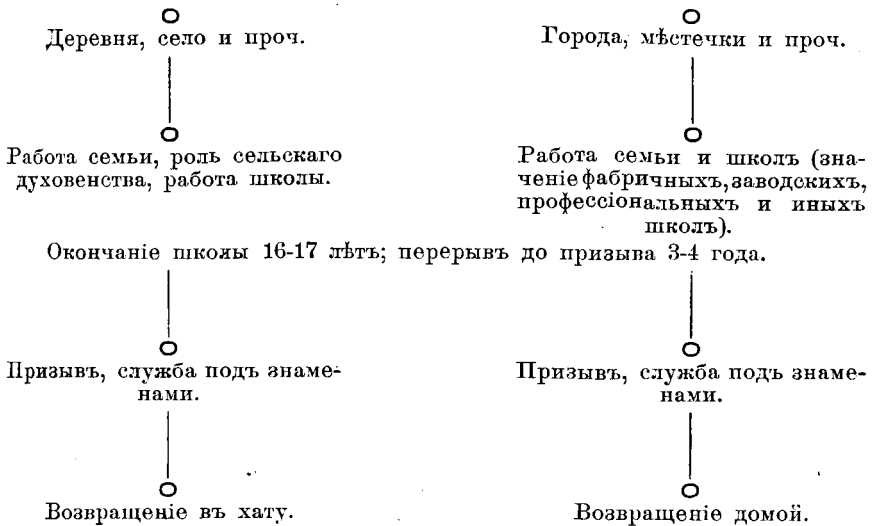 Деревня, село и проч.
Города, мѣстечки и проч.
Работа семьи, роль сельскаго
духовенства, работа школы.
Работа семьи и школъ (зна-
ченіе фабричныхъ, заводскихъ,
профессіональныхъ и иныхъ
школъ).
Окончаніе школы 16-17 лѣтъ; перерывъ до призыва 3-4 года.
Призывъ, служба подъ знаме-
нами.
Призывъ, служба подъ знаме-
нами.
Возвращеніе въ хату.
Возвращеніе домой.